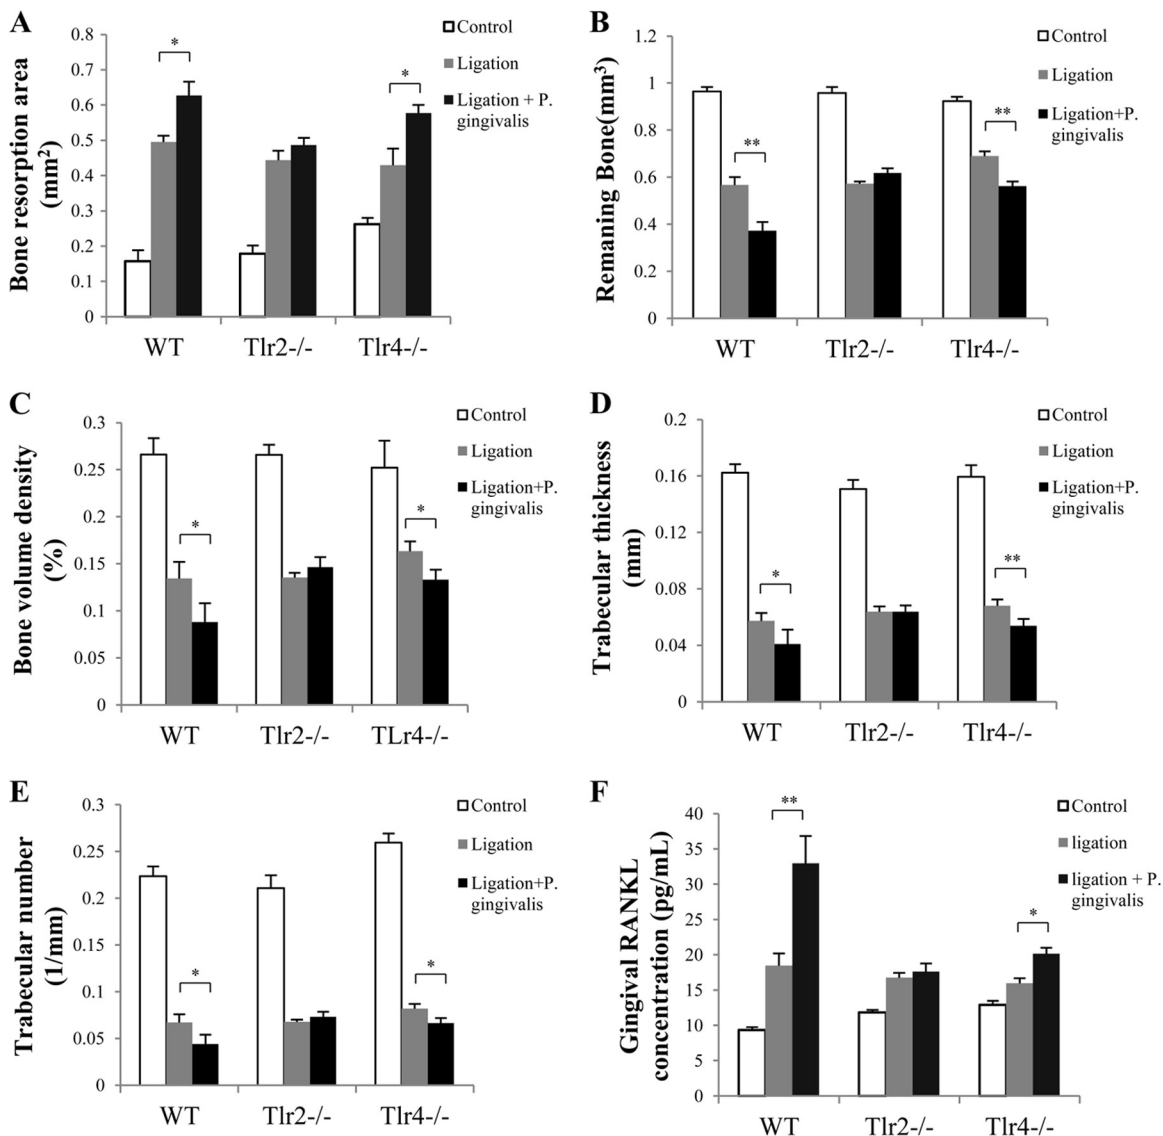 A
Bone resorption area
(mm2)
0.8
0.7
0.6
0.5
0.4
0.3
0.2
0.1
0
*
*
WT
Tlr2-/-
Tlr4-/-
Control
Ligation
Ligation + P.
gingivalis
B
Remaning Bone(mm3)
1.2
1
0.8
0.6
0.4
0.2
0
**
**
WT
Tlr2-/-
Tlr4-/-
Control
Ligation
Ligation+P.
gingivalis
C
Bone volume density
(%)
0.3
0.25
0.2
0.15
0.1
0.05
0
*
*
WT
Tlr2-/-
TLr4-/-
Control
Ligation
Ligation+P.
gingivalis
D
Trabecular thickness
(mm)
0.2
0.16
0.12
0.08
0.04
0
*
**
WT
Tlr2-/-
Tlr4-/-
Control
Ligation
Ligation+P.
gingivalis
E
Trabecular number
(1/mm)
0.3
0.25
0.2
0.15
0.1
0.05
0
*
*
WT
Tlr2-/-
Tlr4-/-
Control
Ligation
Ligation+P.
gingivalis
F
Gingival RANKL
concentration (pg/mL)
40
35
30
25
20
15
10
5
0
**
*
WT
Tlr2-/-
Tlr4-/-
Control
ligation
ligation + P.
gingivalis